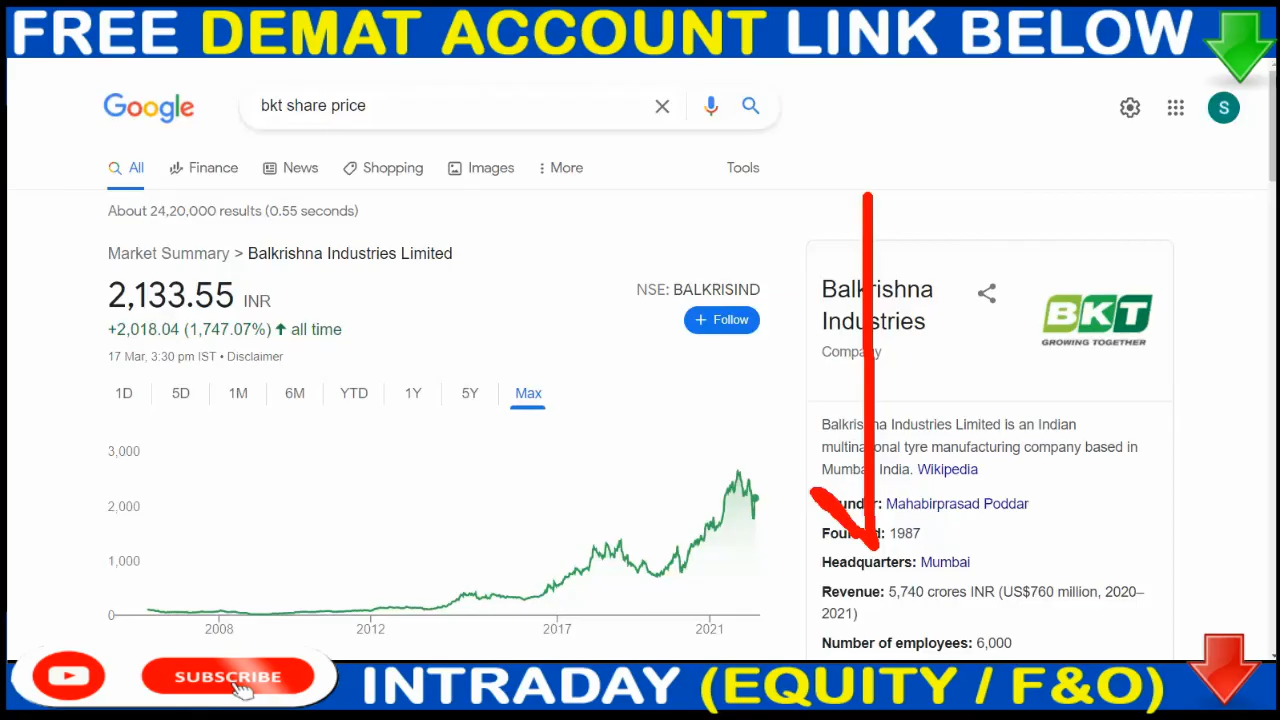 FREE DEMAT ACCOUNT LINK BELOW
Google
bkt share price
S
All
Finance
News
Shopping
Images
More
Tools
About 24,20,000 results (0.55 seconds)
Market Summary > Balkrishna Industries Limited
2,133.55 INR
NSE: BALKRISIND
+2,018.04 (1,747.07%) all time
Follow
17 Mar, 3:30 pm IST • Disclaimer
1D 5D 1M 6M YTD 1Y 5Y Max
3,000
2,000
1,000
0
2008 2012 2017 2021
Balkrishna
Industries
Company
BKT
GROWING TOGETHER
Balkrishna Industries Limited is an Indian
multinational tyre manufacturing company based in
Mumbai, India. Wikipedia
Founder: Mahabirprasad Poddar
Founded: 1987
Headquarters: Mumbai
Revenue: 5,740 crores INR (US$760 million, 2020–
2021)
Number of employees: 6,000
SUBSCRIBE
INTRADAY (EQUITY / F&O)